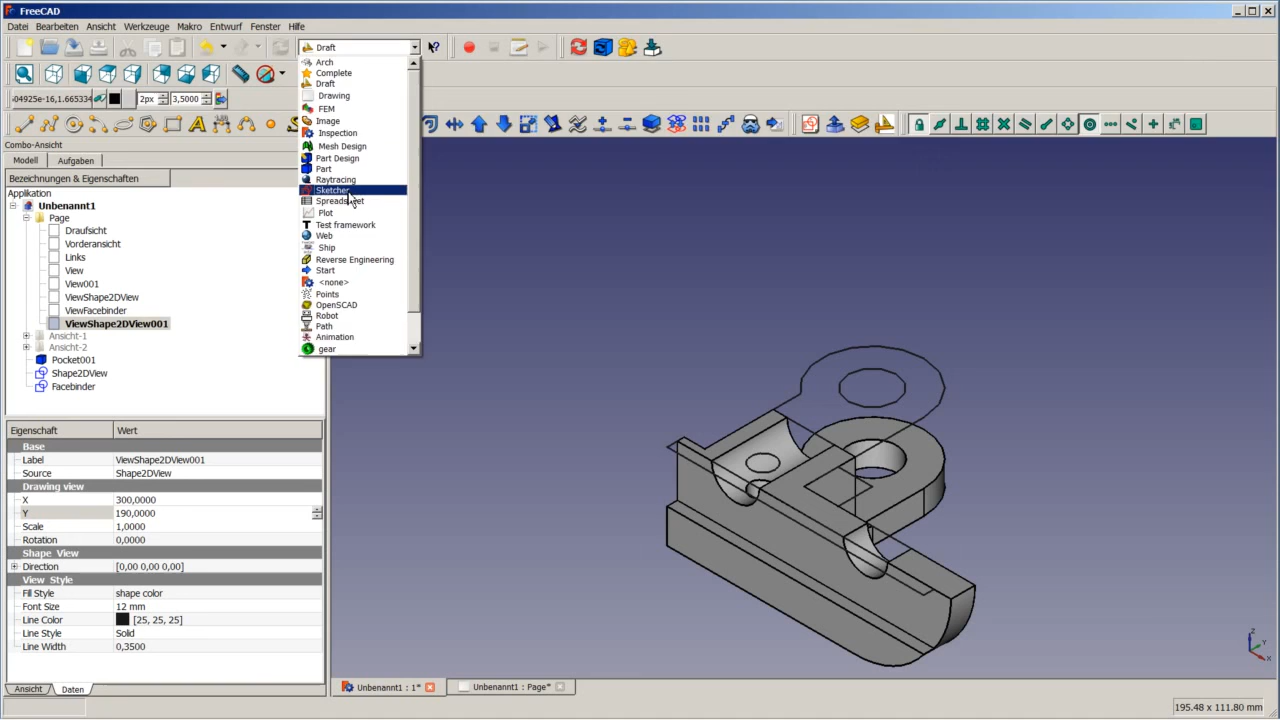 FreeCAD
Datei Bearbeiten Ansicht Werkzeuge Makro Entwurf Fenster Hilfe
Draft
04925e-16,1.665334
2px
3,5000
Arch
Complete
Draft
Drawing
FEM
Image
Inspection
Mesh Design
Part Design
Part
Raytracing
Sketcher
Spreadsheet
Plot
Test framework
Web
Ship
Reverse Engineering
Start
<none>
Points
OpenSCAD
Robot
Path
Animation
gear
Combo-Ansicht
Modell Aufgaben
Bezeichnungen & Eigenschaften
Applikation
Unbenannt1
Page
Draufsicht
Vorderansicht
Links
View
View001
ViewShape2DView
ViewFacebinder
ViewShape2DView001
Ansicht-1
Ansicht-2
Pocket001
Shape2DView
Facebinder
Eigenschaft Wert
Base
Label ViewShape2DView001
Source Shape2DView
Drawing view
X 300,0000
Y 190,0000
Scale 1,0000
Rotation 0,0000
Shape View
Direction [0,00 0,00 0,00]
View Style
Fill Style shape color
Font Size 12 mm
Line Color [25, 25, 25]
Line Style Solid
Line Width 0,3500
Ansicht Daten
Unbenannt1 : 1*
Unbenannt1 : Page*
Z
Y
X
195.48 x 111.80 mm